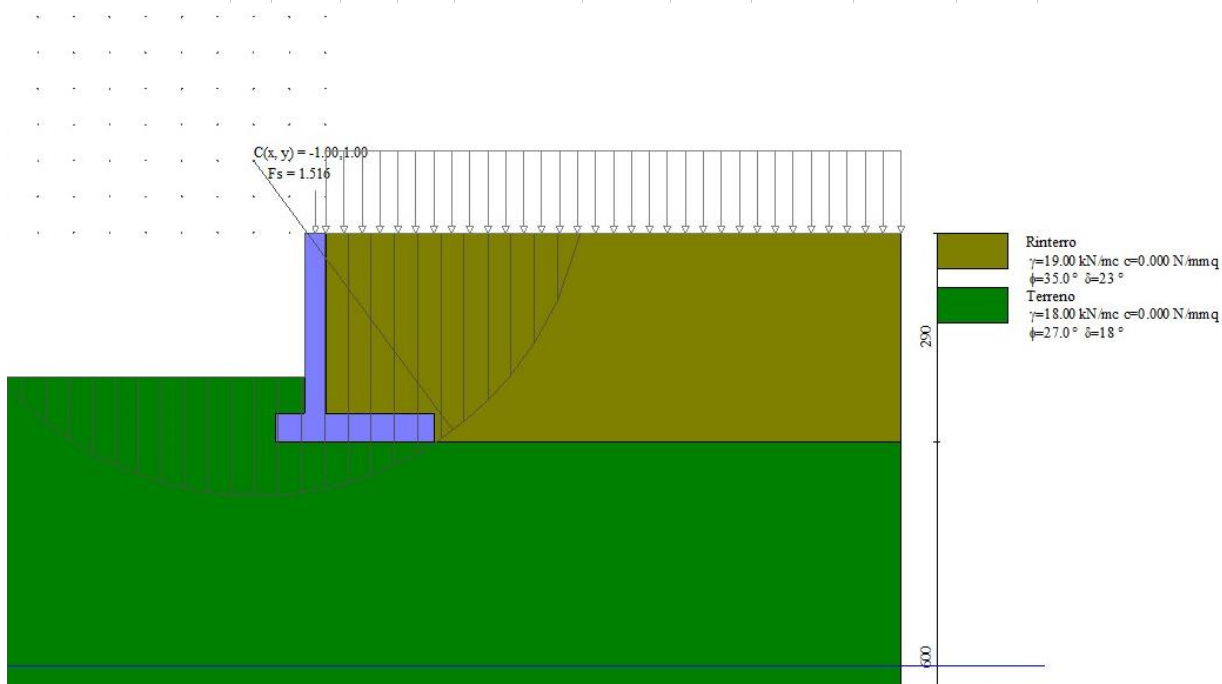 C(x, y) = -1.00,1.00
Fs = 1.516
Rinterro
γ=19.00 kN/mc c=0.000 N/mmq
ϕ=35.0 ° δ=23 °
Terreno
γ=18.00 kN/mc c=0.000 N/mmq
ϕ=27.0 ° δ=18 °
290
600